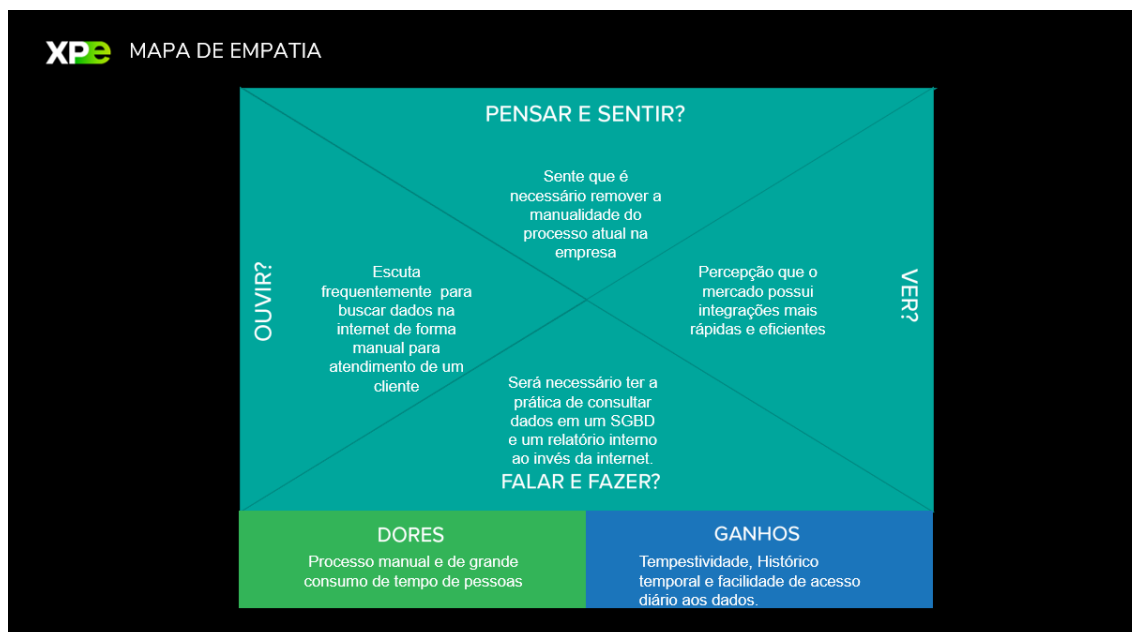 XPe MAPA DE EMPATIA
PENSAR E SENTIR?
Sente que é
necessário remover a
manualidade do
processo atual na
empresa
OUVIR?
Escuta
frequentemente para
buscar dados na
internet de forma
manual para
atendimento de um
cliente
Percepção que o
mercado possui
integrações mais
rápidas e eficientes
VER?
Será necessário ter a
prática de consultar
dados em um SGBD
e um relatório interno
ao invés da internet.
FALAR E FAZER?
DORES
Processo manual e de grande
consumo de tempo de pessoas
GANHOS
Tempestividade, Histórico
temporal e facilidade de acesso
diário aos dados.